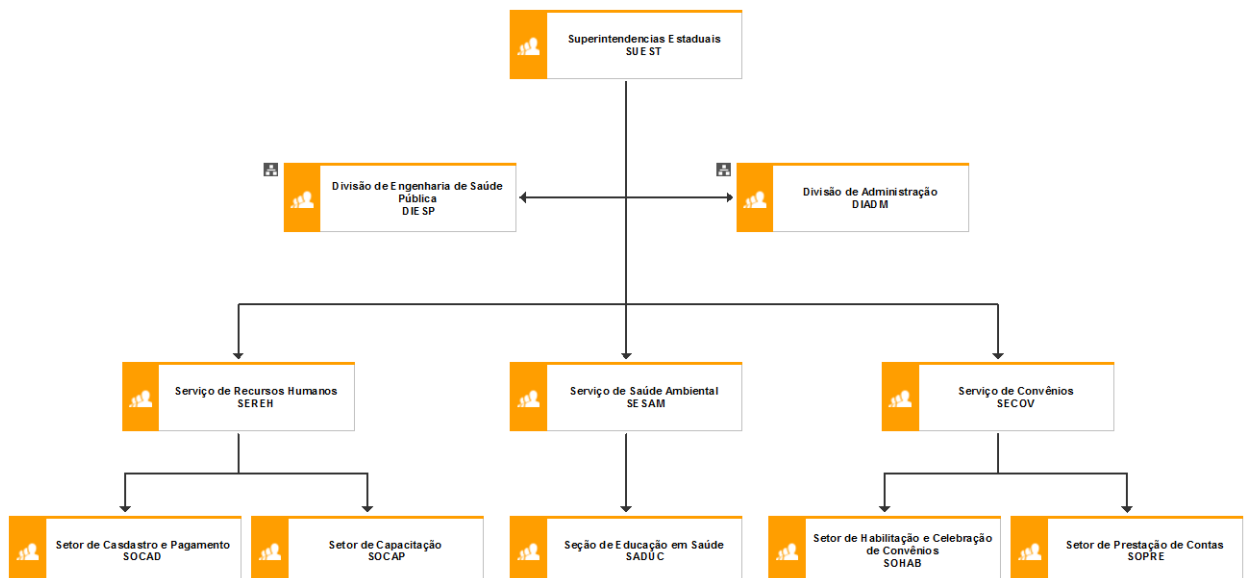 Superintendencias Estaduais
SUEST
Divisão de Engenharia de Saúde
Pública
DIESP
Divisão de Administração
DIADM
Serviço de Recursos Humanos
SEREH
Serviço de Saúde Ambiental
SESAM
Serviço de Convênios
SECOV
Setor de Casdastro e Pagamento
SOCAD
Setor de Capacitação
SOCAP
Seção de Educação em Saúde
SADUC
Setor de Habilitação e Celebração
de Convênios
SOHAB
Setor de Prestação de Contas
SOPRE